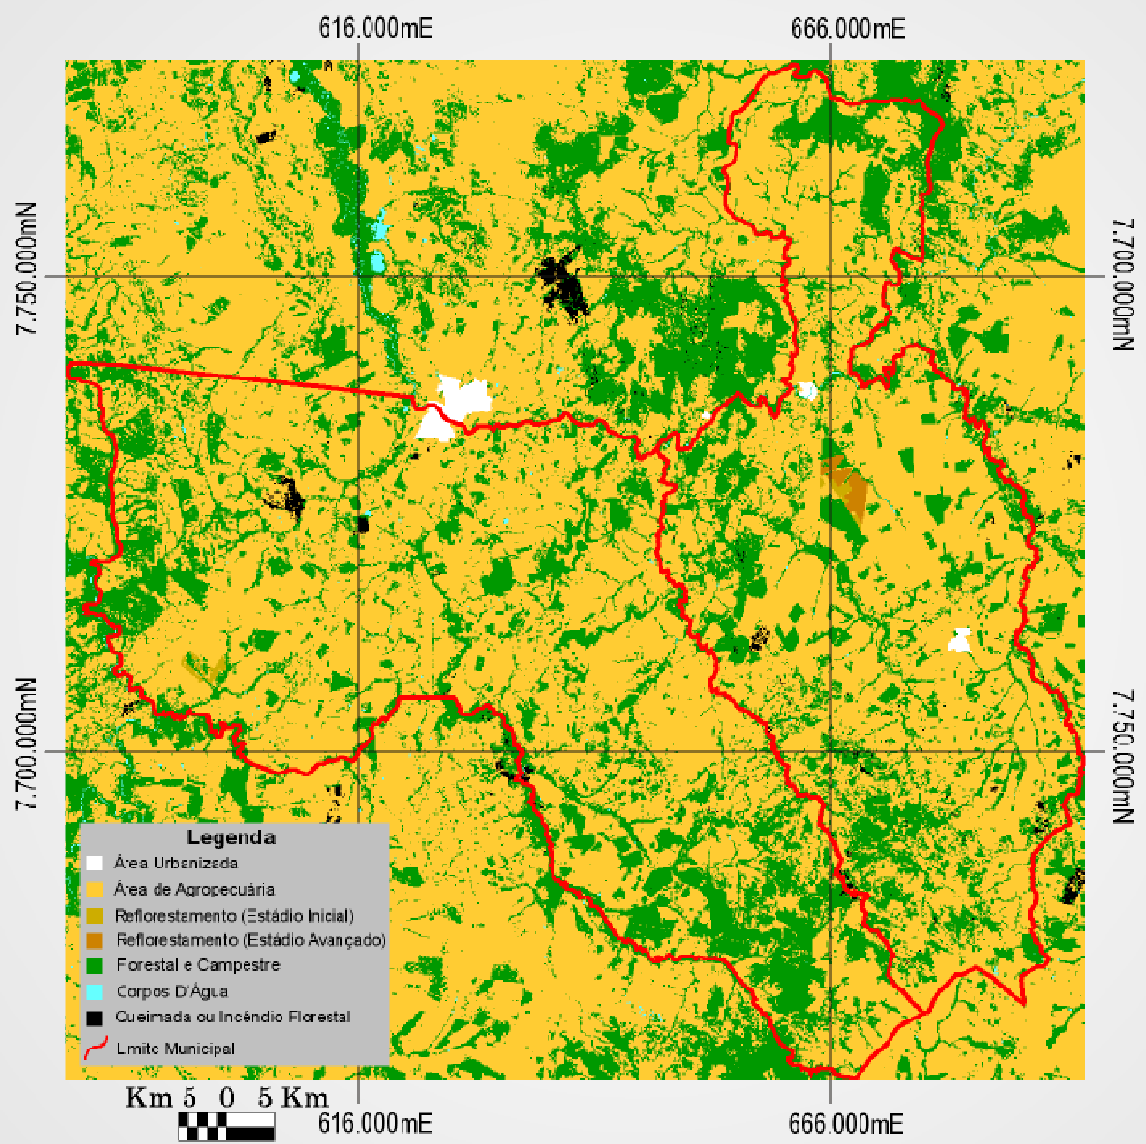 616.000mE 666.000mE
7.750.000mN 7.700.000mN
7.700.000mN 7.750.000mN
Legenda
Área Urbanizada
Área de Agropecuária
Reflorestamento (Estádio Inicial)
Reflorestamento (Estádio Avançado)
Forestal e Campestre
Corpos D'Água
Queimada ou Incêndio Florestal
Lmite Municipal
Km 5 0 5 Km
616.000mE 666.000mE